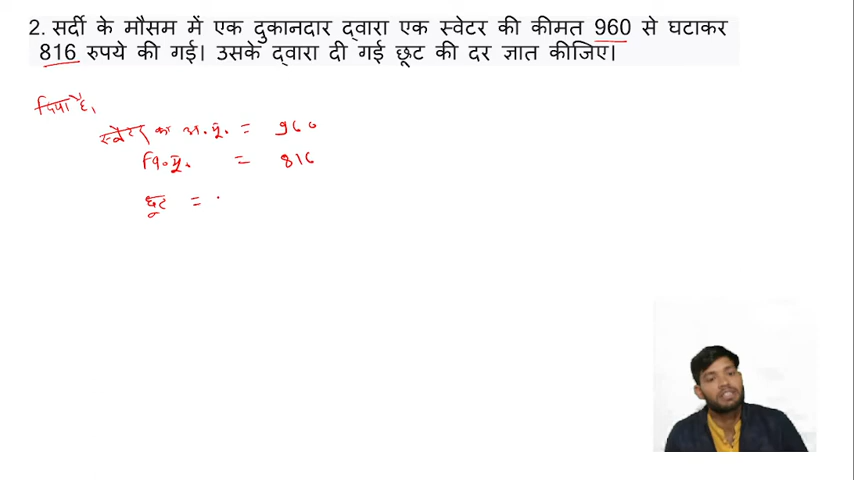 2. सर्दी के मौसम में एक दुकानदार द्वारा एक स्वेटर की कीमत 960 से घटाकर
816 रुपये की गई। उसके द्वारा दी गई छूट की दर ज्ञात कीजिए।
दिया है,
स्वेटर का अ.मू. = 960
वि.मू. = 816
छूट =